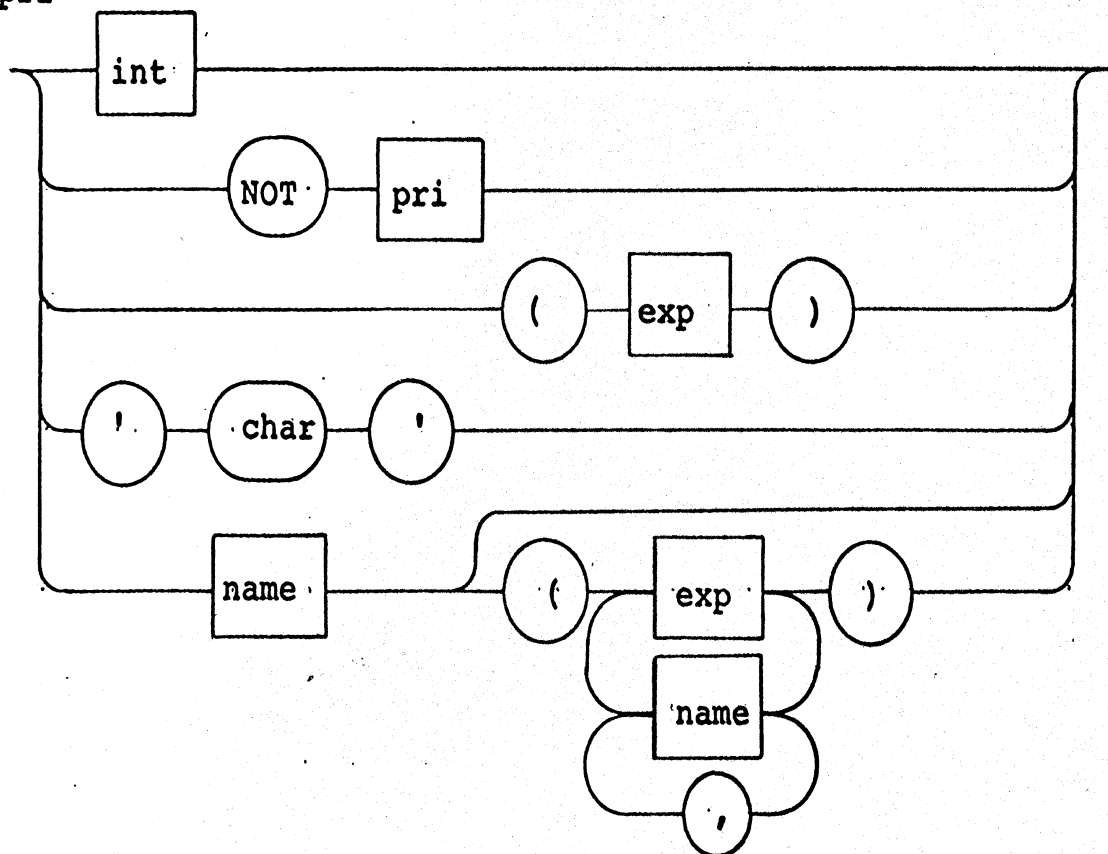 pri
int
NOT pri
( exp )
' char '
name ( exp )
name
,